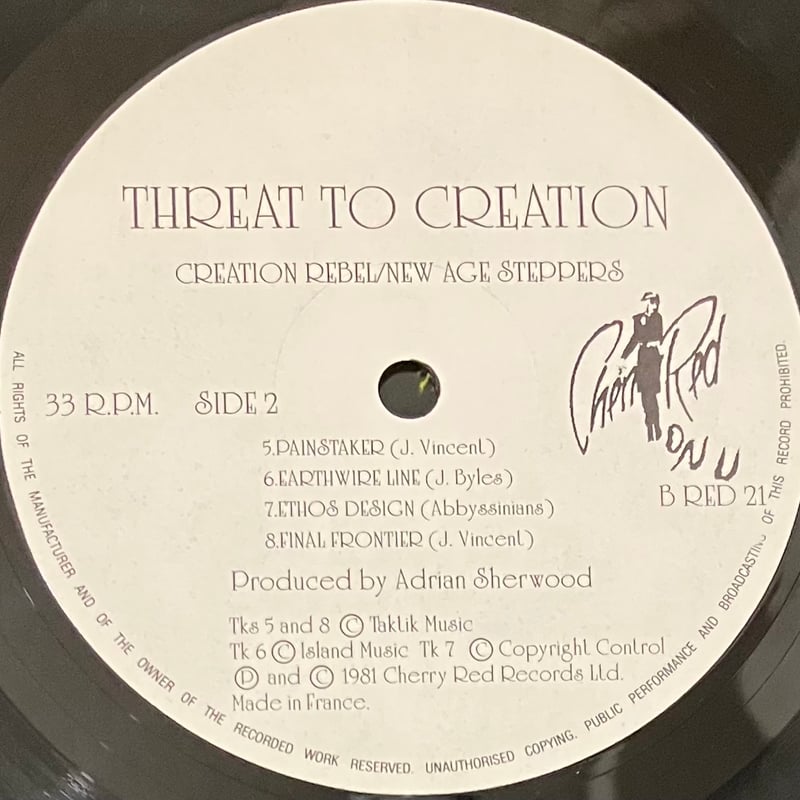 THREAT TO CREATION
CREATION REBEL/NEW AGE STEPPERS
Cherry Red
ON U
33 R.P.M. SIDE 2
B RED 21
5.PAINSTAKER (J. Vincent)
6.EARTHWIRE LINE (J. Byles)
7.ETHOS DESIGN (Abbyssinians)
8.FINAL FRONTIER (J. Vincent)
Produced by Adrian Sherwood
Tks 5 and 8 © Taktik Music
Tk 6 © Island Music Tk 7 © Copyright Control
℗ and © 1981 Cherry Red Records Ltd.
Made in France.
ALL RIGHTS OF THE MANUFACTURER AND OF THE OWNER OF THE RECORDED WORK RESERVED. UNAUTHORISED COPYING. PUBLIC PERFORMANCE AND BROADCASTING OF THIS RECORD PROHIBITED.